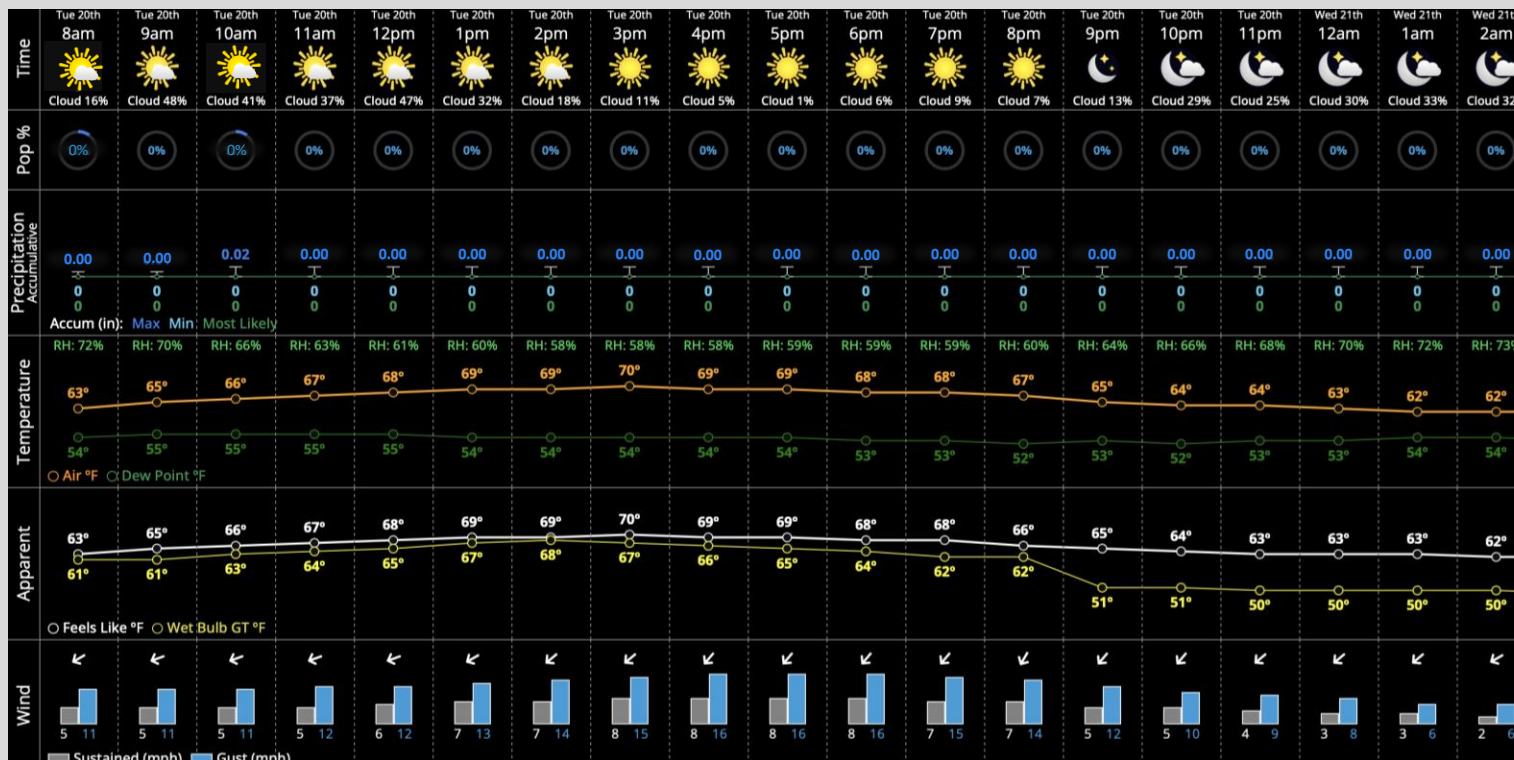 Tue 20th Tue 20th Tue 20th Tue 20th Tue 20th Tue 20th Tue 20th Tue 20th Tue 20th Tue 20th Tue 20th Tue 20th Tue 20th Tue 20th Tue 20th Tue 20th Wed 21th Wed 21th Wed 21t
8am 9am 10am 11am 12pm 1pm 2pm 3pm 4pm 5pm 6pm 7pm 8pm 9pm 10pm 11pm 12am 1am 2am
Time
Cloud 16% Cloud 48% Cloud 41% Cloud 37% Cloud 47% Cloud 32% Cloud 18% Cloud 11% Cloud 5% Cloud 1% Cloud 6% Cloud 9% Cloud 7% Cloud 13% Cloud 29% Cloud 25% Cloud 30% Cloud 33% Cloud 32
Pop %
0% 0% 0% 0% 0% 0% 0% 0% 0% 0% 0% 0% 0% 0% 0% 0% 0% 0% 0%
Precipitation
Accumulative
0.00 0.00 0.02 0.00 0.00 0.00 0.00 0.00 0.00 0.00 0.00 0.00 0.00 0.00 0.00 0.00 0.00 0.00 0.00
0 0 0 0 0 0 0 0 0 0 0 0 0 0 0 0 0 0 0
0 0 0 0 0 0 0 0 0 0 0 0 0 0 0 0 0 0 0
Accum (in): Max Min Most Likely
RH: 72% RH: 70% RH: 66% RH: 63% RH: 61% RH: 60% RH: 58% RH: 58% RH: 58% RH: 59% RH: 59% RH: 59% RH: 60% RH: 64% RH: 66% RH: 68% RH: 70% RH: 72% RH: 73%
Temperature
63° 65° 66° 67° 68° 69° 69° 70° 69° 69° 68° 68° 67° 65° 64° 64° 63° 62° 62°
54° 55° 55° 55° 55° 54° 54° 54° 54° 54° 53° 53° 52° 53° 52° 53° 53° 54° 54°
Air ºF Dew Point ºF
Apparent
63° 65° 66° 67° 68° 69° 69° 70° 69° 69° 68° 68° 66° 65° 64° 63° 63° 63° 62°
61° 61° 63° 64° 65° 67° 68° 67° 66° 65° 64° 62° 62° 51° 51° 50° 50° 50° 50°
Feels Like ºF Wet Bulb GT ºF
Wind
5 11 5 11 5 11 5 12 6 12 7 13 7 14 8 15 8 16 8 16 8 16 7 15 7 14 5 12 5 10 4 9 3 8 3 6 2 6
Sustained (mph) Gust (mph)